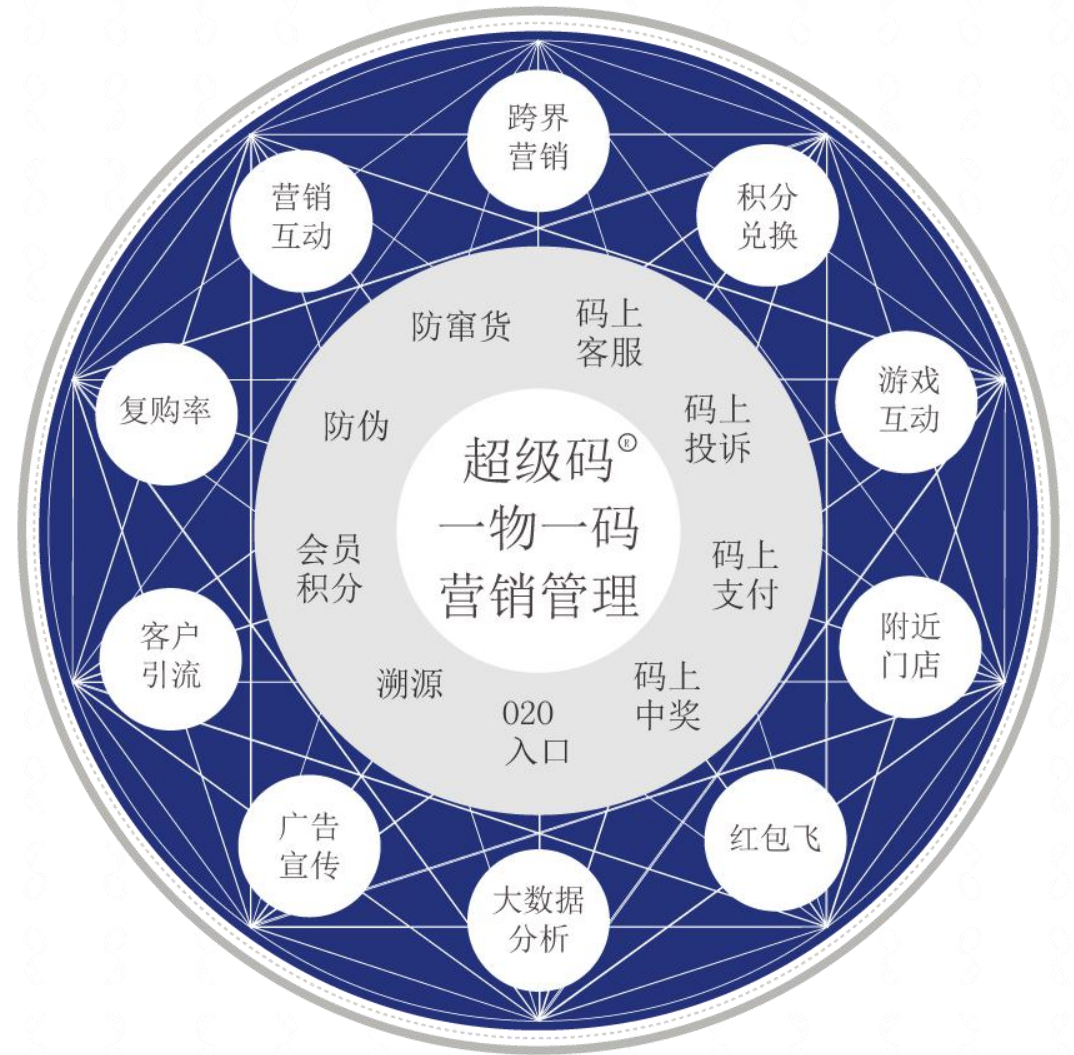 跨界
营销
积分
兑换
游戏
互动
附近
门店
红包飞
大数据
分析
广告
宣传
客户
引流
复购率
营销
互动
防窜货
码上
客服
码上
投诉
码上
支付
码上
中奖
020
入口
溯源
会员
积分
防伪
超级码®
一物一码
营销管理